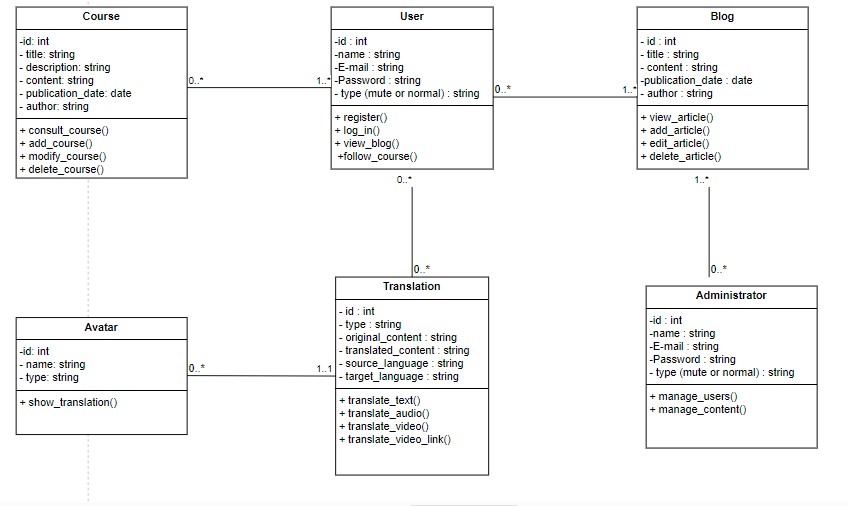 Course
-id: int
- title: string
- description: string
- content: string
- publication_date: date
- author: string
+ consult_course()
+ add_course()
+ modify_course()
+ delete_course()
0..*
1..*
User
-id : int
-name : string
-E-mail : string
-Password : string
- type (mute or normal) : string
+ register()
+ log_in()
+ view_blog()
+follow_course()
0..*
1..*
Blog
- id : int
- title : string
- content : string
-publication_date : date
- author : string
+ view_article()
+ add_article()
+ edit_article()
+ delete_article()
0..*
0..*
1..*
0..*
Avatar
-id: int
- name: string
- type: string
+ show_translation()
0..*
1..1
Translation
- id : int
- type : string
- original_content : string
- translated_content : string
- source_language : string
- target_language : string
+ translate_text()
+ translate_audio()
+ translate_video()
+ translate_video_link()
Administrator
-id : int
-name : string
-E-mail : string
-Password : string
- type (mute or normal) : string
+ manage_users()
+ manage_content()